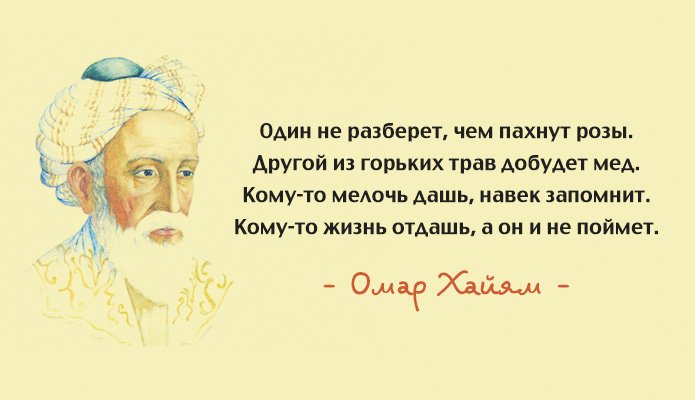 Один не разберет, чем пахнут розы.
Другой из горьких трав добудет мед.
Кому-то мелочь дашь, навек запомнит.
Кому-то жизнь отдашь, а он и не поймет.
- Омар Хайям -